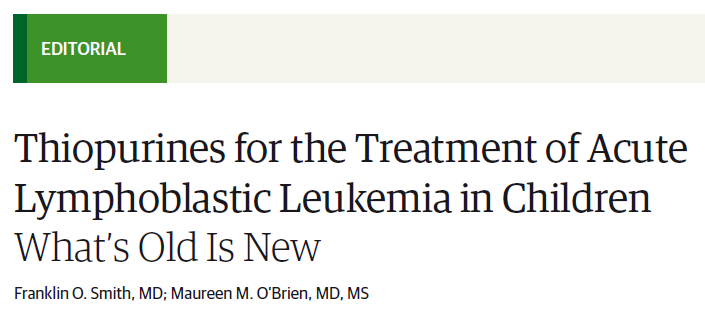 EDITORIAL
Thiopurines for the Treatment of Acute
Lymphoblastic Leukemia in Children
What's Old Is New
Franklin O. Smith, MD; Maureen M. O'Brien, MD, MS